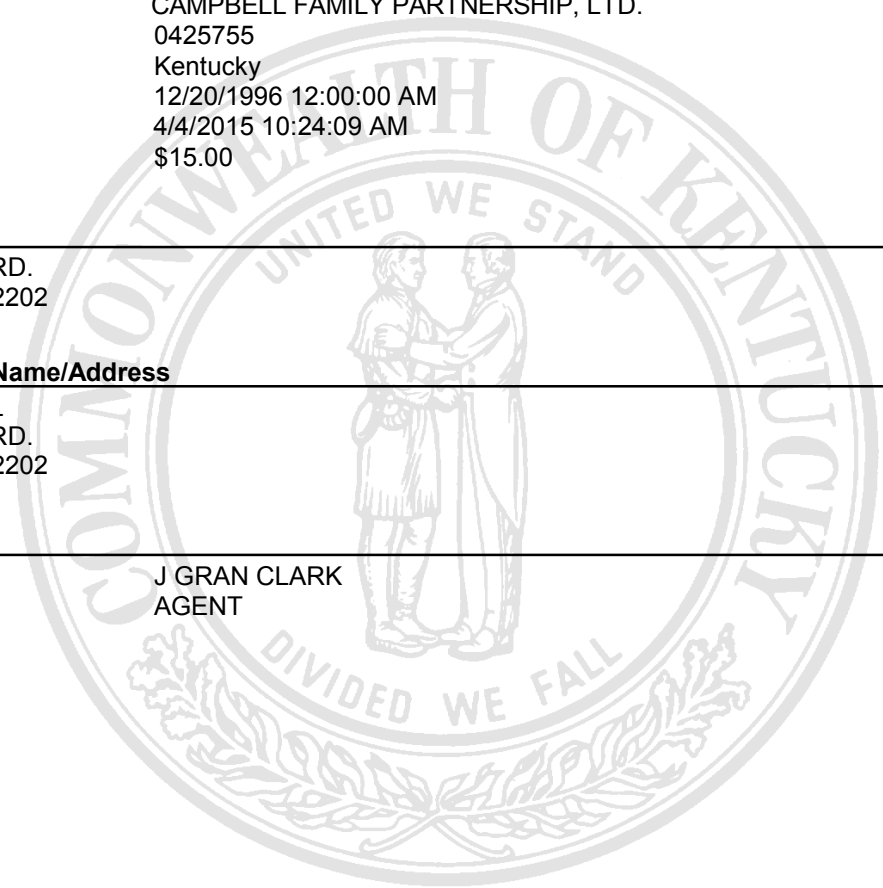 CAMPBELL FAMILY PARTNERSHIP, LTD.
0425755
Kentucky
12/20/1996 12:00:00 AM
4/4/2015 10:24:09 AM
$15.00
RD.
2202
Name/Address
RD.
2202
J GRAN CLARK
AGENT
COMMONWEALTH OF KENTUCKY
UNITED WE STAND
DIVIDED WE FALL